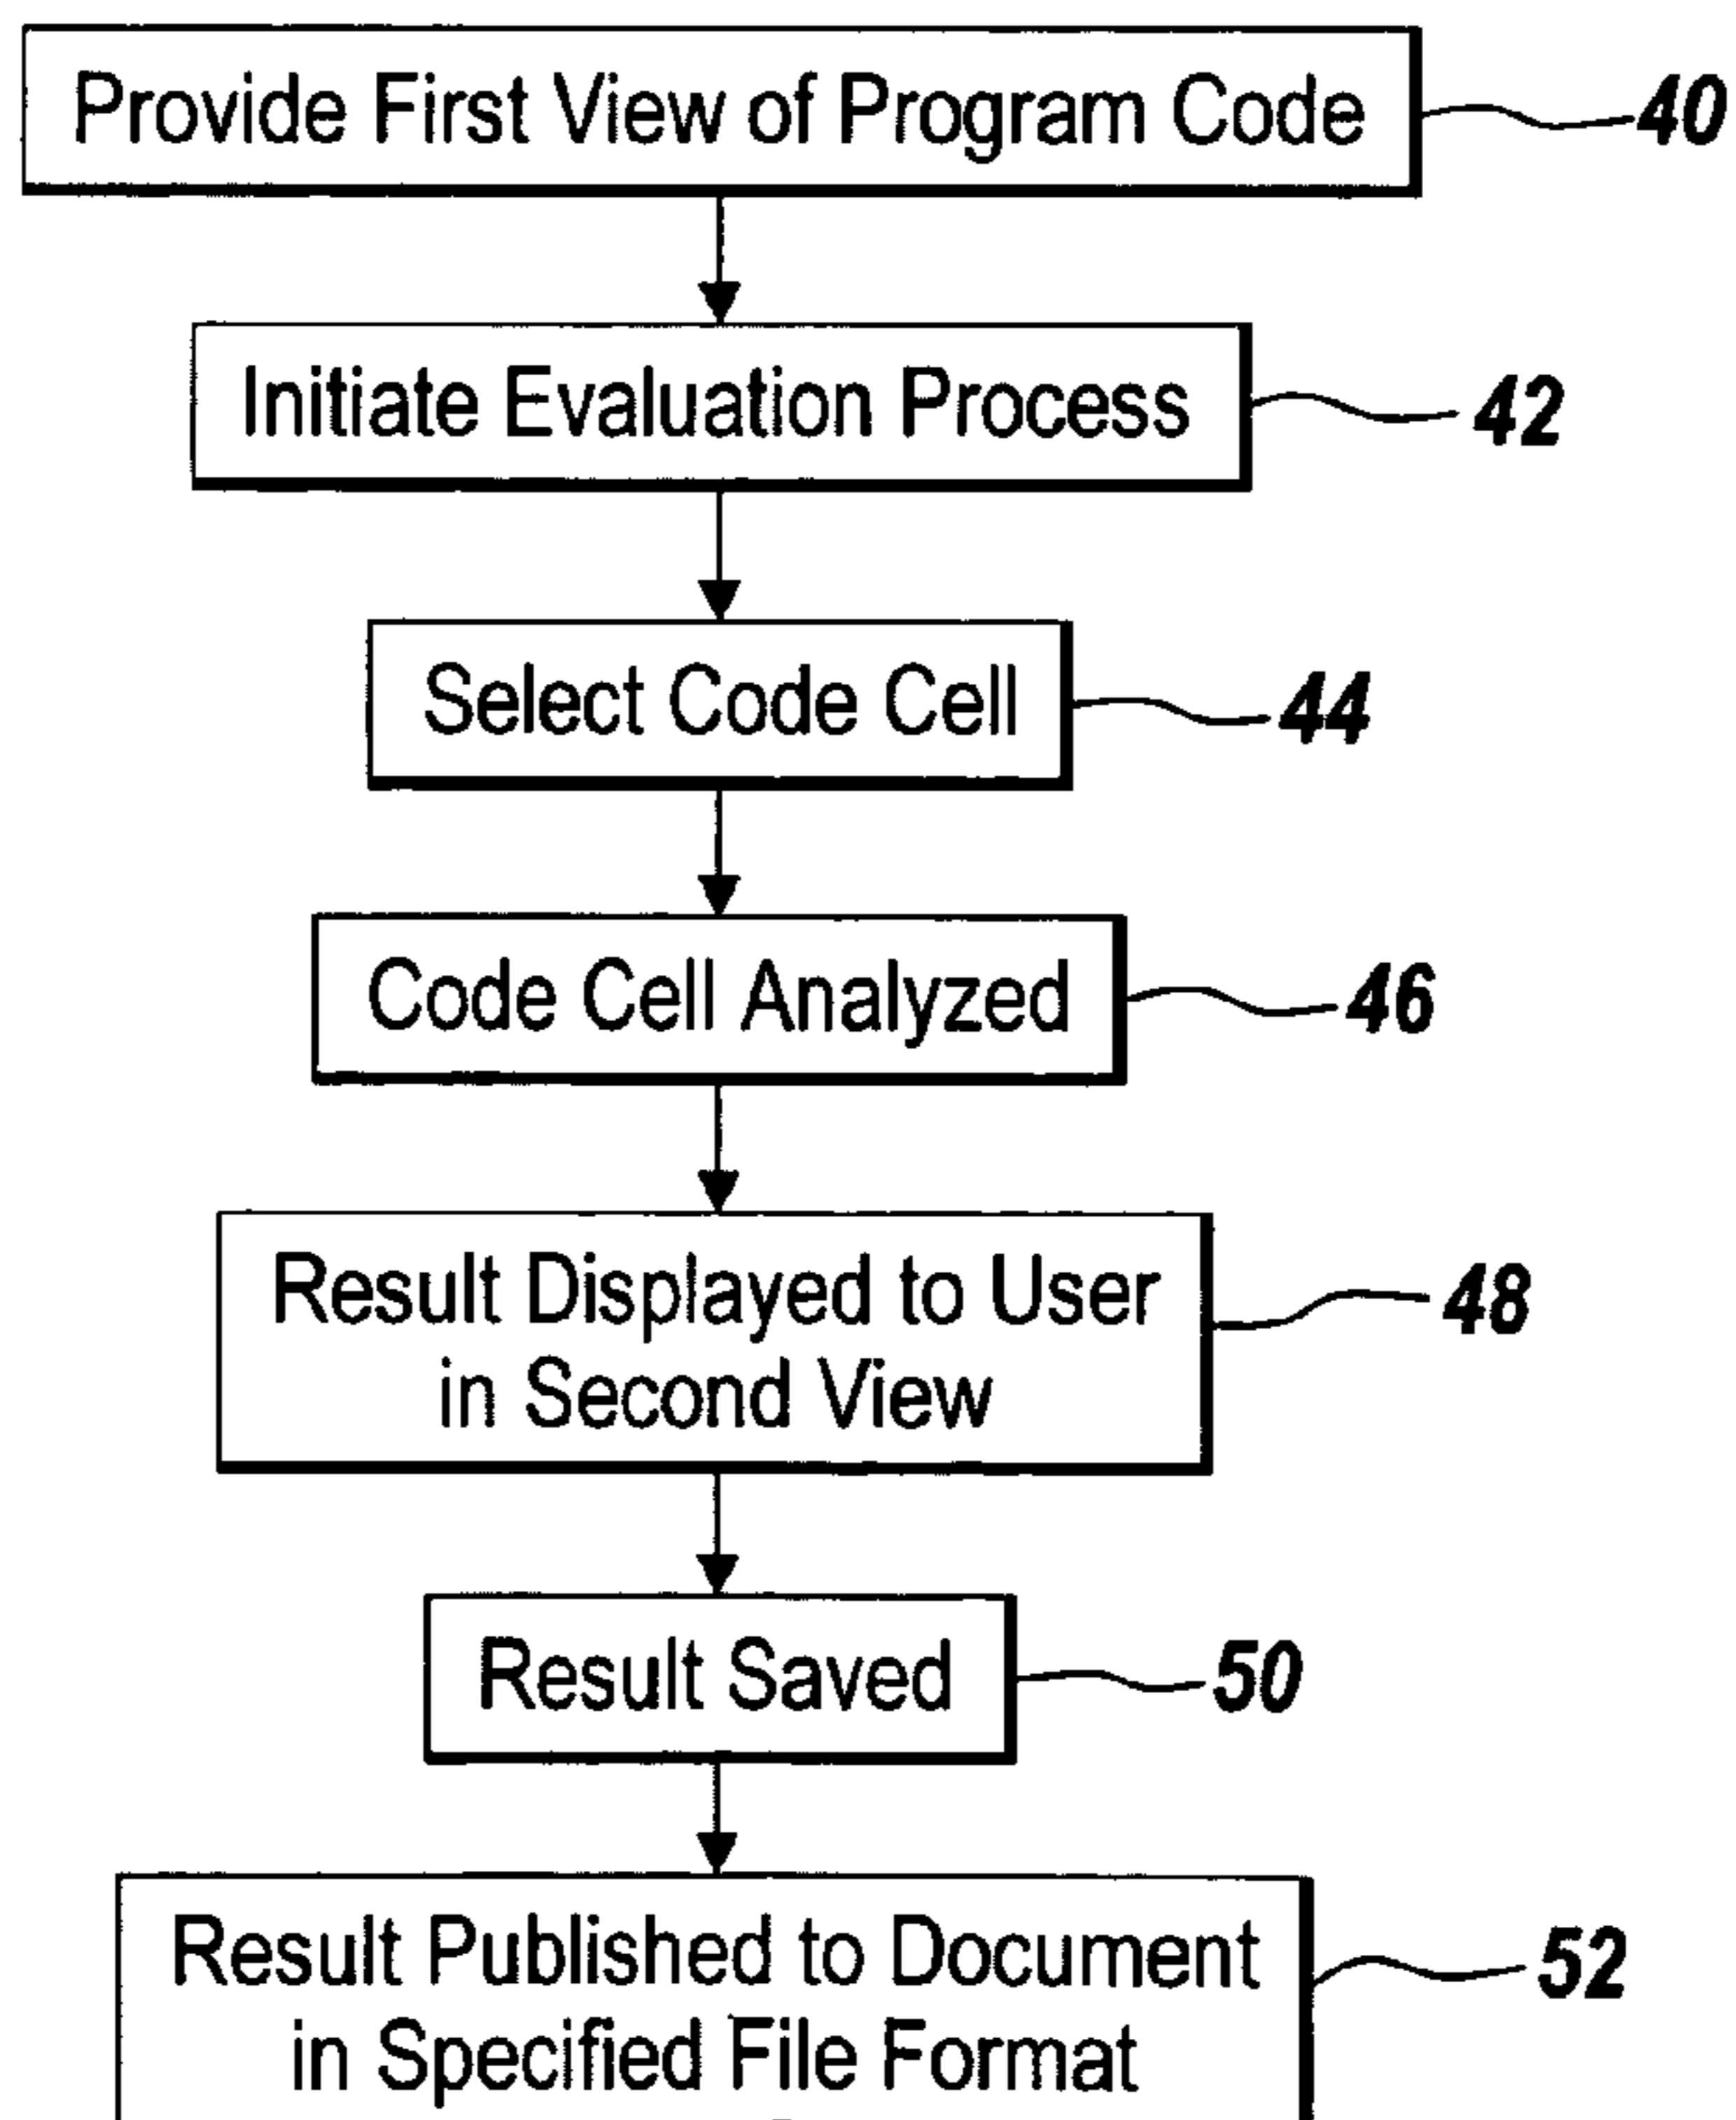 Provide First View of Program Code
40
Initiate Evaluation Process
42
Select Code Cell
44
Code Cell Analyzed
46
Result Displayed to User
in Second View
48
Result Saved
50
Result Published to Document
in Specified File Format
52